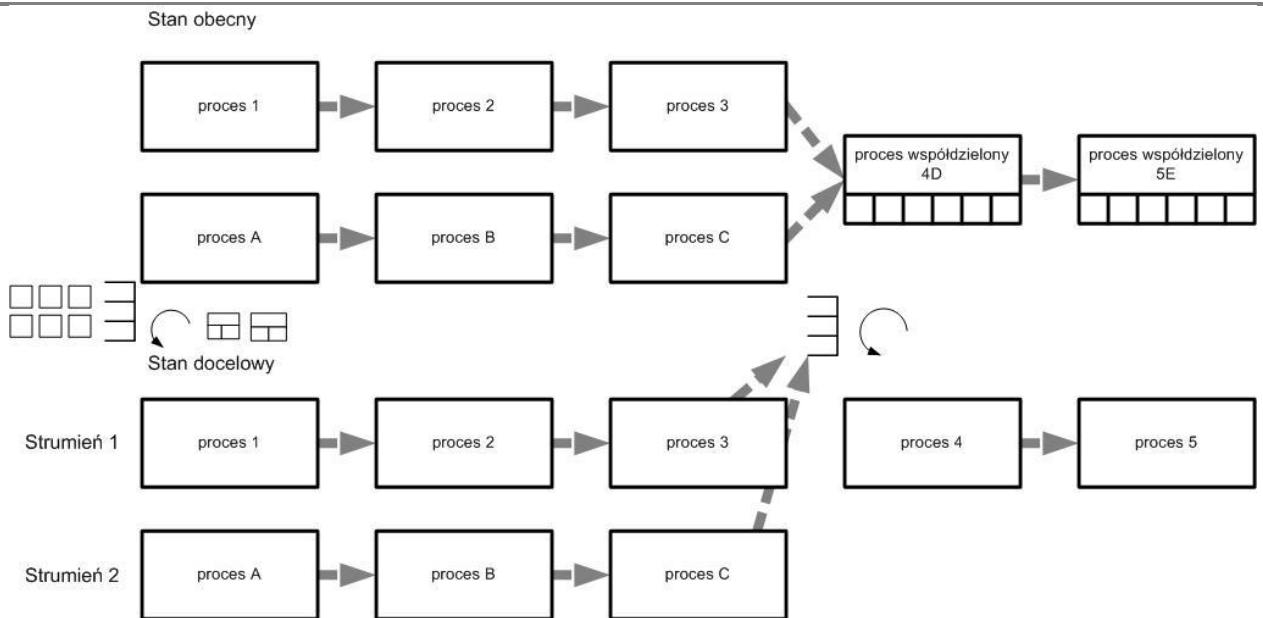 Stan obecny
proces 1
proces 2
proces 3
proces współdzielony
4D
proces współdzielony
5E
proces A
proces B
proces C
Stan docelowy
Strumień 1
proces 1
proces 2
proces 3
proces 4
proces 5
Strumień 2
proces A
proces B
proces C